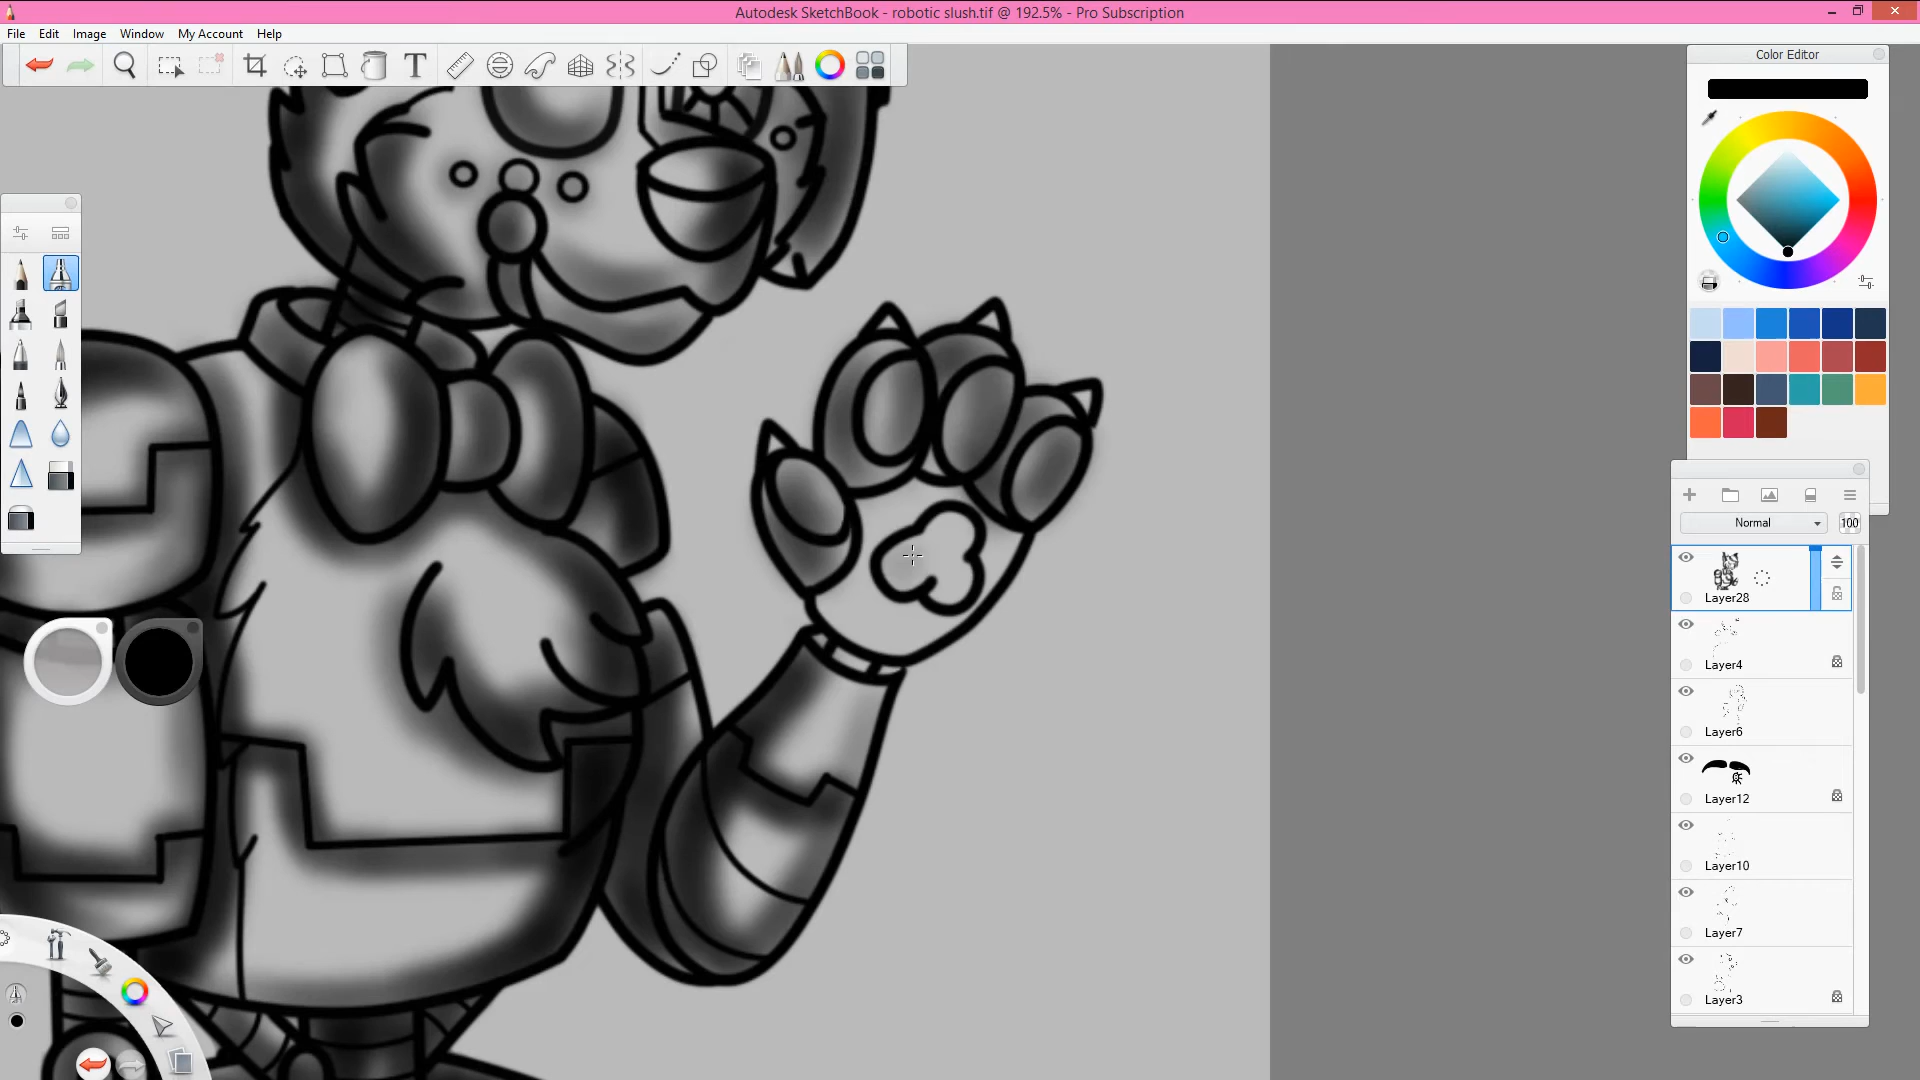 Autodesk SketchBook - robotic slush.tif @ 192.5% - Pro Subscription
File Edit Image Window My Account Help
Color Editor
Normal
100
Layer28
Layer4
Layer6
Layer12
Layer10
Layer7
Layer3